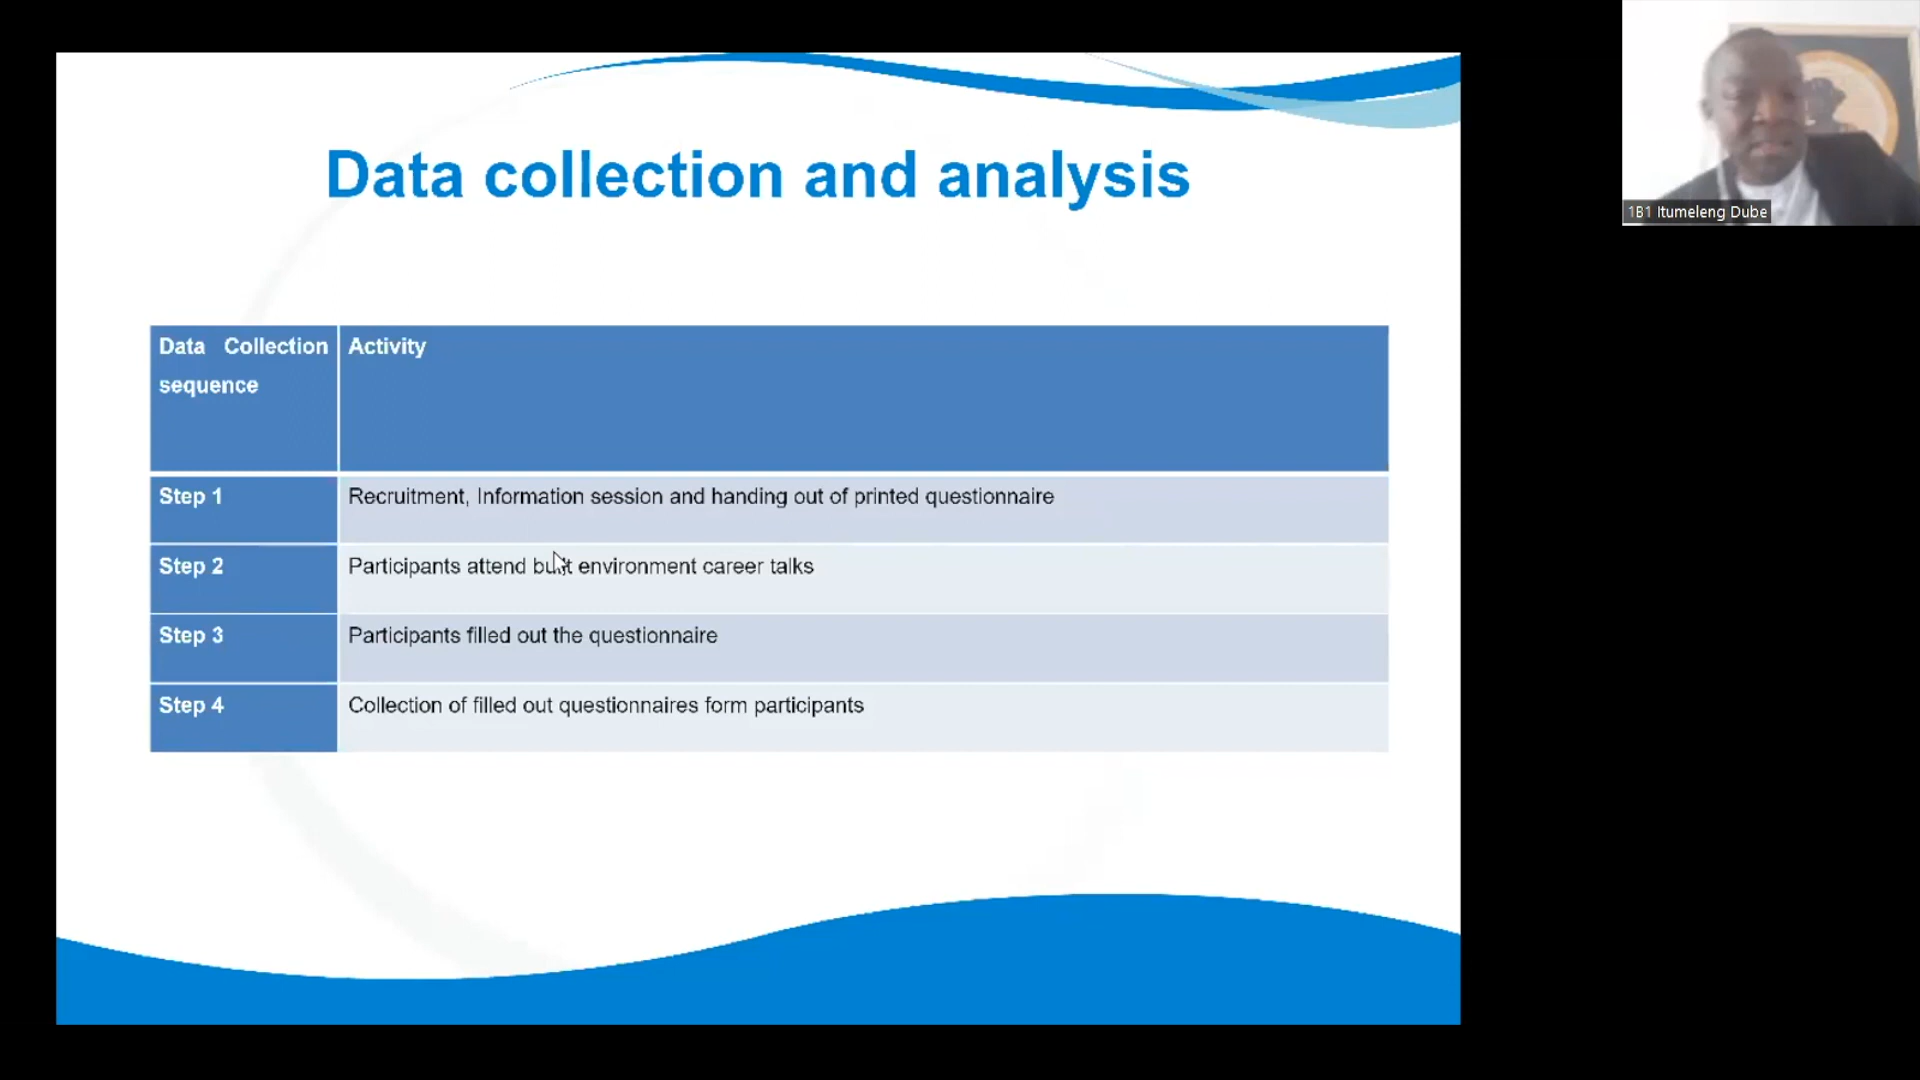 Data collection and analysis
1B1 Itumeleng Dube
Data Collection
sequence
Activity
Step 1
Recruitment, Information session and handing out of printed questionnaire
Step 2
Participants attend built environment career talks
Step 3
Participants filled out the questionnaire
Step 4
Collection of filled out questionnaires form participants